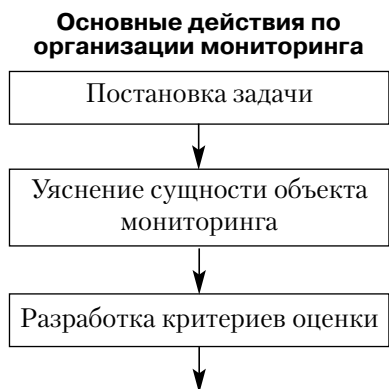 Основные действия по
организации мониторинга
Постановка задачи
Уяснение сущности объекта
мониторинга
Разработка критериев оценки